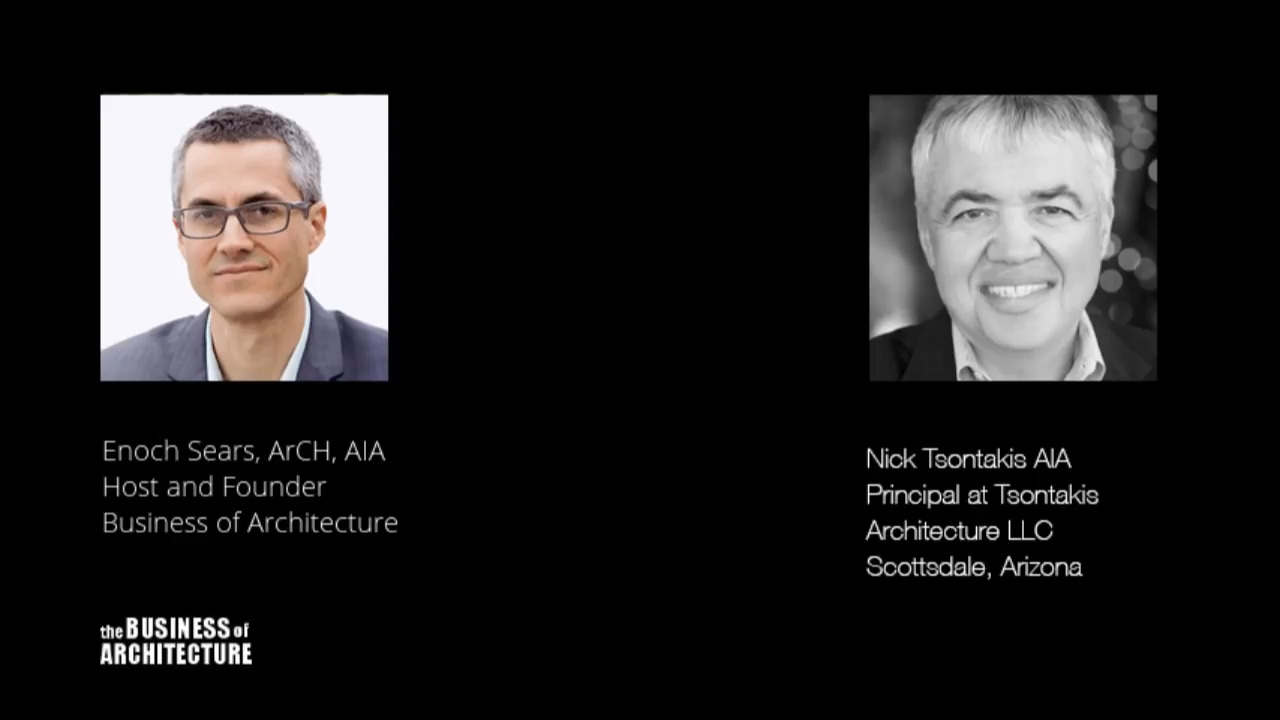 Enoch Sears, ArCH, AIA
Host and Founder
Business of Architecture
Nick Tsontakis AIA
Principal at Tsontakis
Architecture LLC
Scottsdale, Arizona
the BUSINESS of
ARCHITECTURE